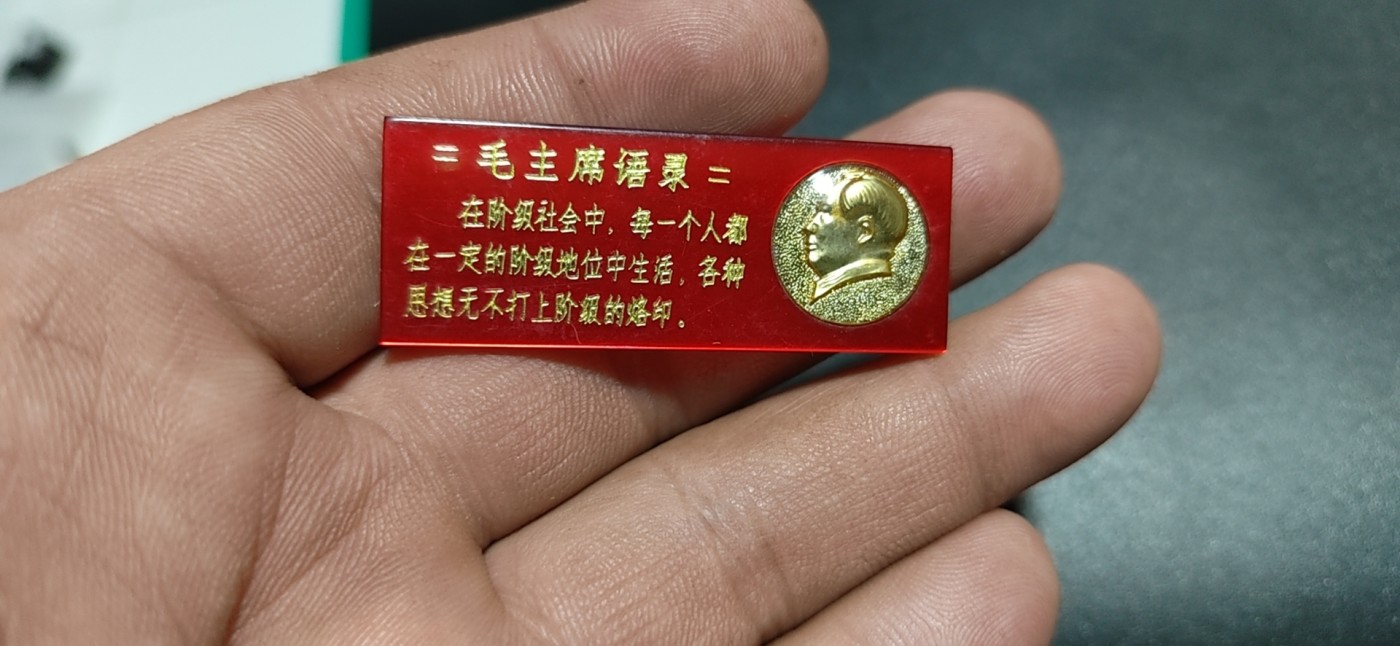 =毛主席语录=
在阶级社会中，每一个人都
在一定的阶级地位中生活，各种
思想无不打上阶级的烙印。